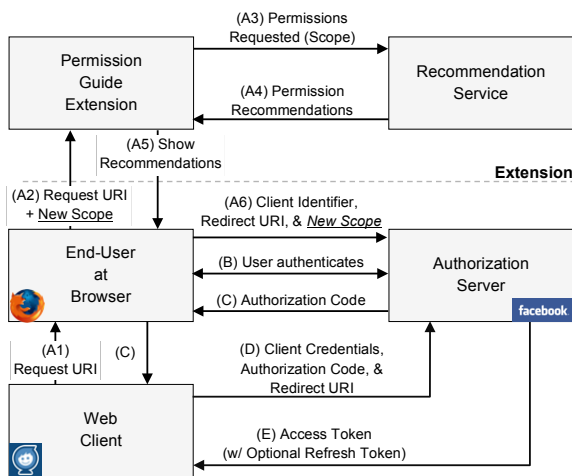 (A3) Permissions
Requested (Scope)
Permission
Guide
Extension
Recommendation
Service
(A4) Permission
Recommendations
(A5) Show
Recommendations
Extension
(A2) Request URI
+ New Scope
(A6) Client Identifier,
Redirect URI, & New Scope
End-User
at
Browser
(B) User authenticates
Authorization
Server
(C) Authorization Code
facebook
(A1)
Request URI
(C)
(D) Client Credentials,
Authorization Code, &
Redirect URI
Web
Client
(E) Access Token
(w/ Optional Refresh Token)